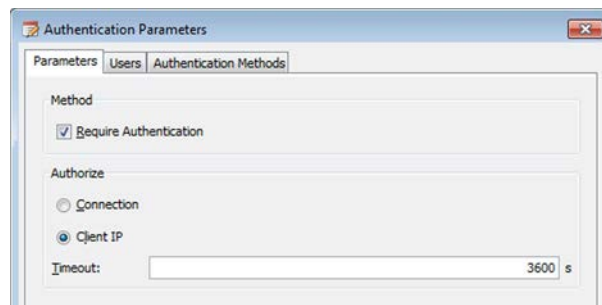 Authentication Parameters
Parameters Users Authentication Methods
Method
Require Authentication
Authorize
Connection
Client IP
Timeout: 3600 s